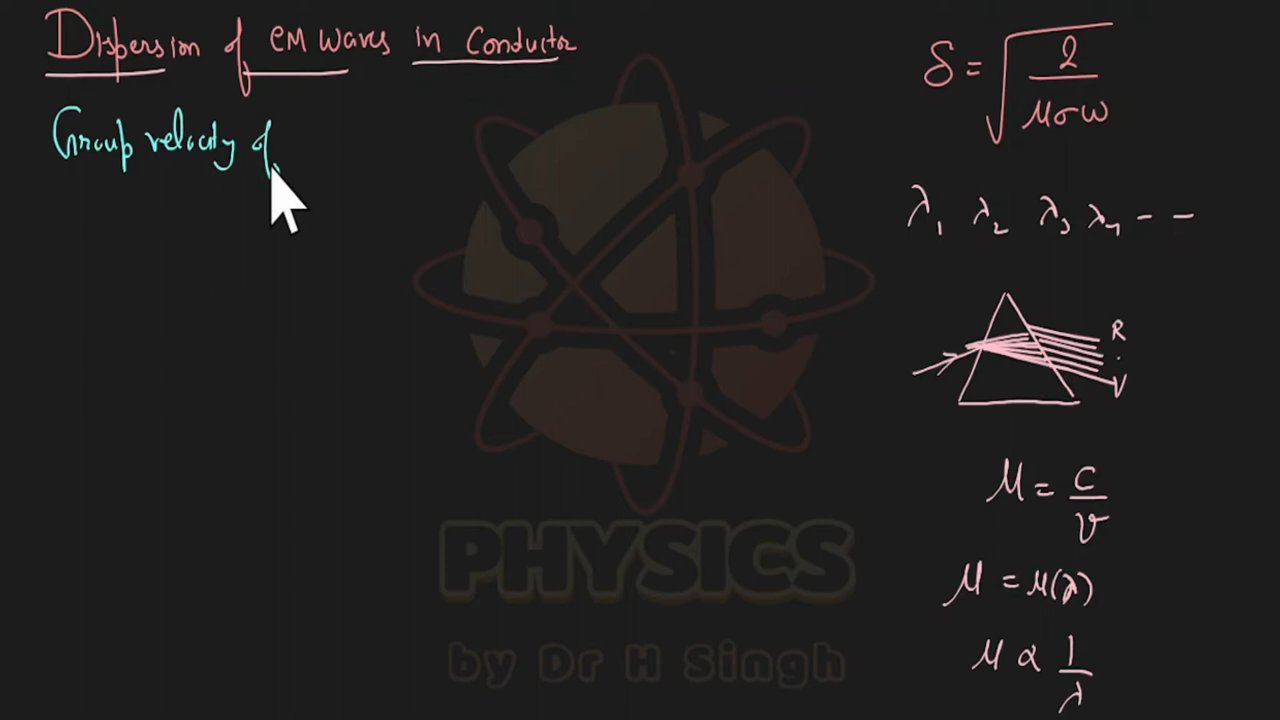 Dispersion of EM waves in Conductor
Group velocity of
δ = √(2/μσω)
λ₁ λ₂ λ₃ λ₄ - -
R
V
μ = c/v
μ = μ(λ)
μ ∝ 1/λ
PHYSICS
by Dr H Singh